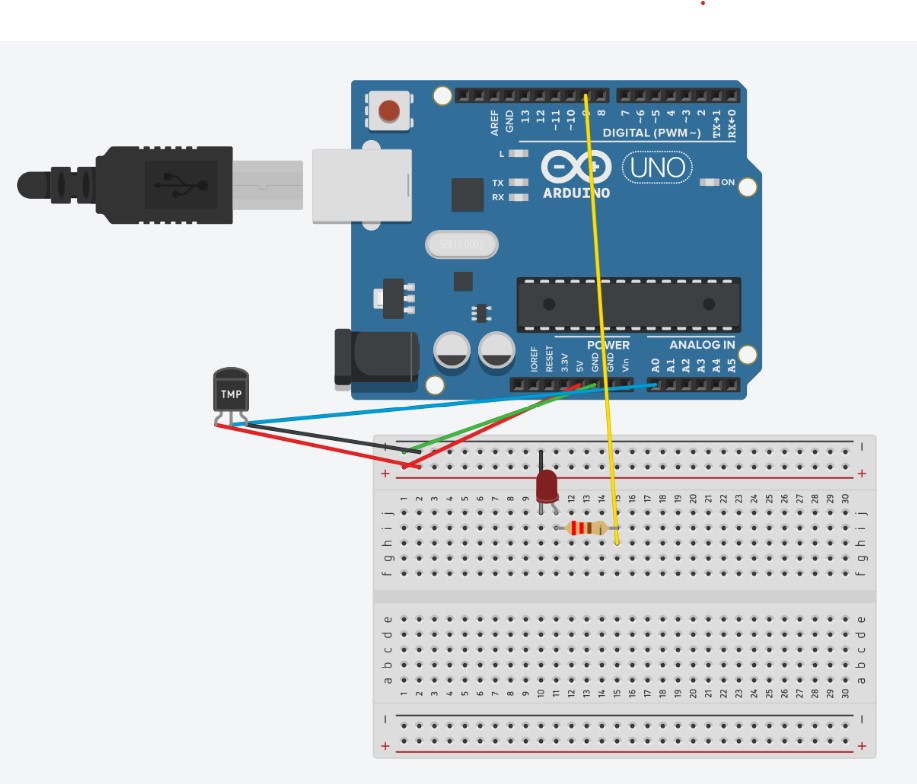 AREF
GND
13
12
~11
~10
8
7
~6
~5
4
~3
2
TX→1
RX←0
DIGITAL (PWM~)
L
TX
RX
ARDUINO
UNO
ON
POWER
ANALOG IN
IOREF
RESET
3.3V
5V
GND
GND
Vin
A0
A1
A2
A3
A4
A5
TMP
−
+ +
1 2 3 4 5 6 7 8 9 10 12 13 14 15 16 17 18 19 20 21 22 23 24 25 26 27 28 29 30
j j
i i
h h
g g
f f
e e
d d
c c
b b
a a
1 2 3 4 5 6 7 8 9 10 11 12 13 14 15 16 17 18 19 20 21 22 23 24 25 26 27 28 29 30
− −
+ +